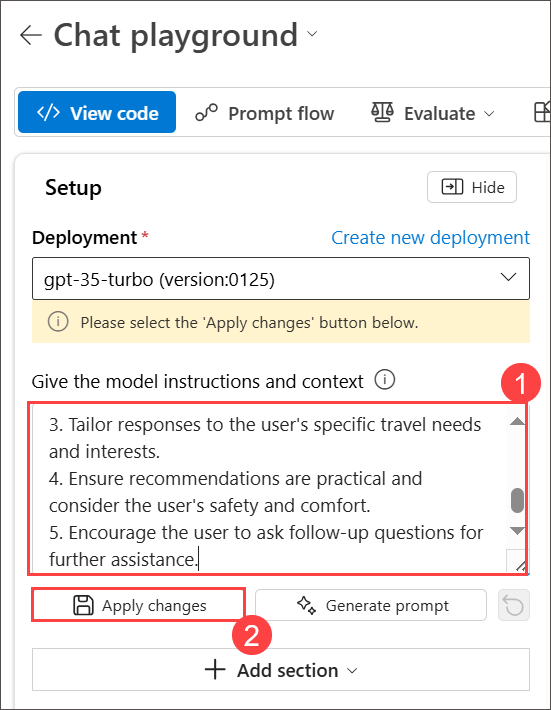 Chat playground
</> View code
Prompt flow
Evaluate
Setup
Hide
Deployment *
Create new deployment
gpt-35-turbo (version:0125)
Please select the 'Apply changes' button below.
Give the model instructions and context
1
3. Tailor responses to the user's specific travel needs
and interests.
4. Ensure recommendations are practical and
consider the user's safety and comfort.
5. Encourage the user to ask follow-up questions for
further assistance.
Apply changes
Generate prompt
2
Add section